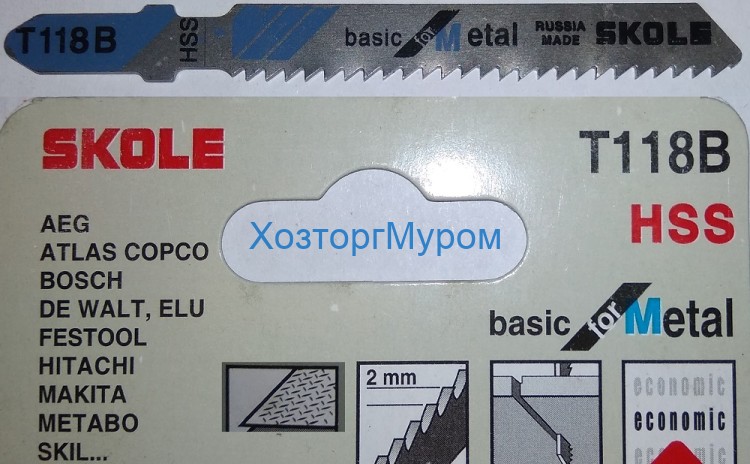 T118B HSS basic for Metal RUSSIA MADE SKOLE
SKOLE
T118B
HSS
ХозторгМуром
AEG
ATLAS COPCO
BOSCH
DE WALT, ELU
FESTOOL
HITACHI
MAKITA
METABO
SKIL...
basic for Metal
2 mm
economic
economic
economic